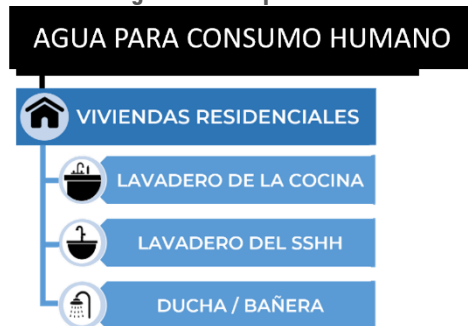 AGUA PARA CONSUMO HUMANO
VIVIENDAS RESIDENCIALES
LAVADERO DE LA COCINA
LAVADERO DEL SSHH
DUCHA / BAÑERA